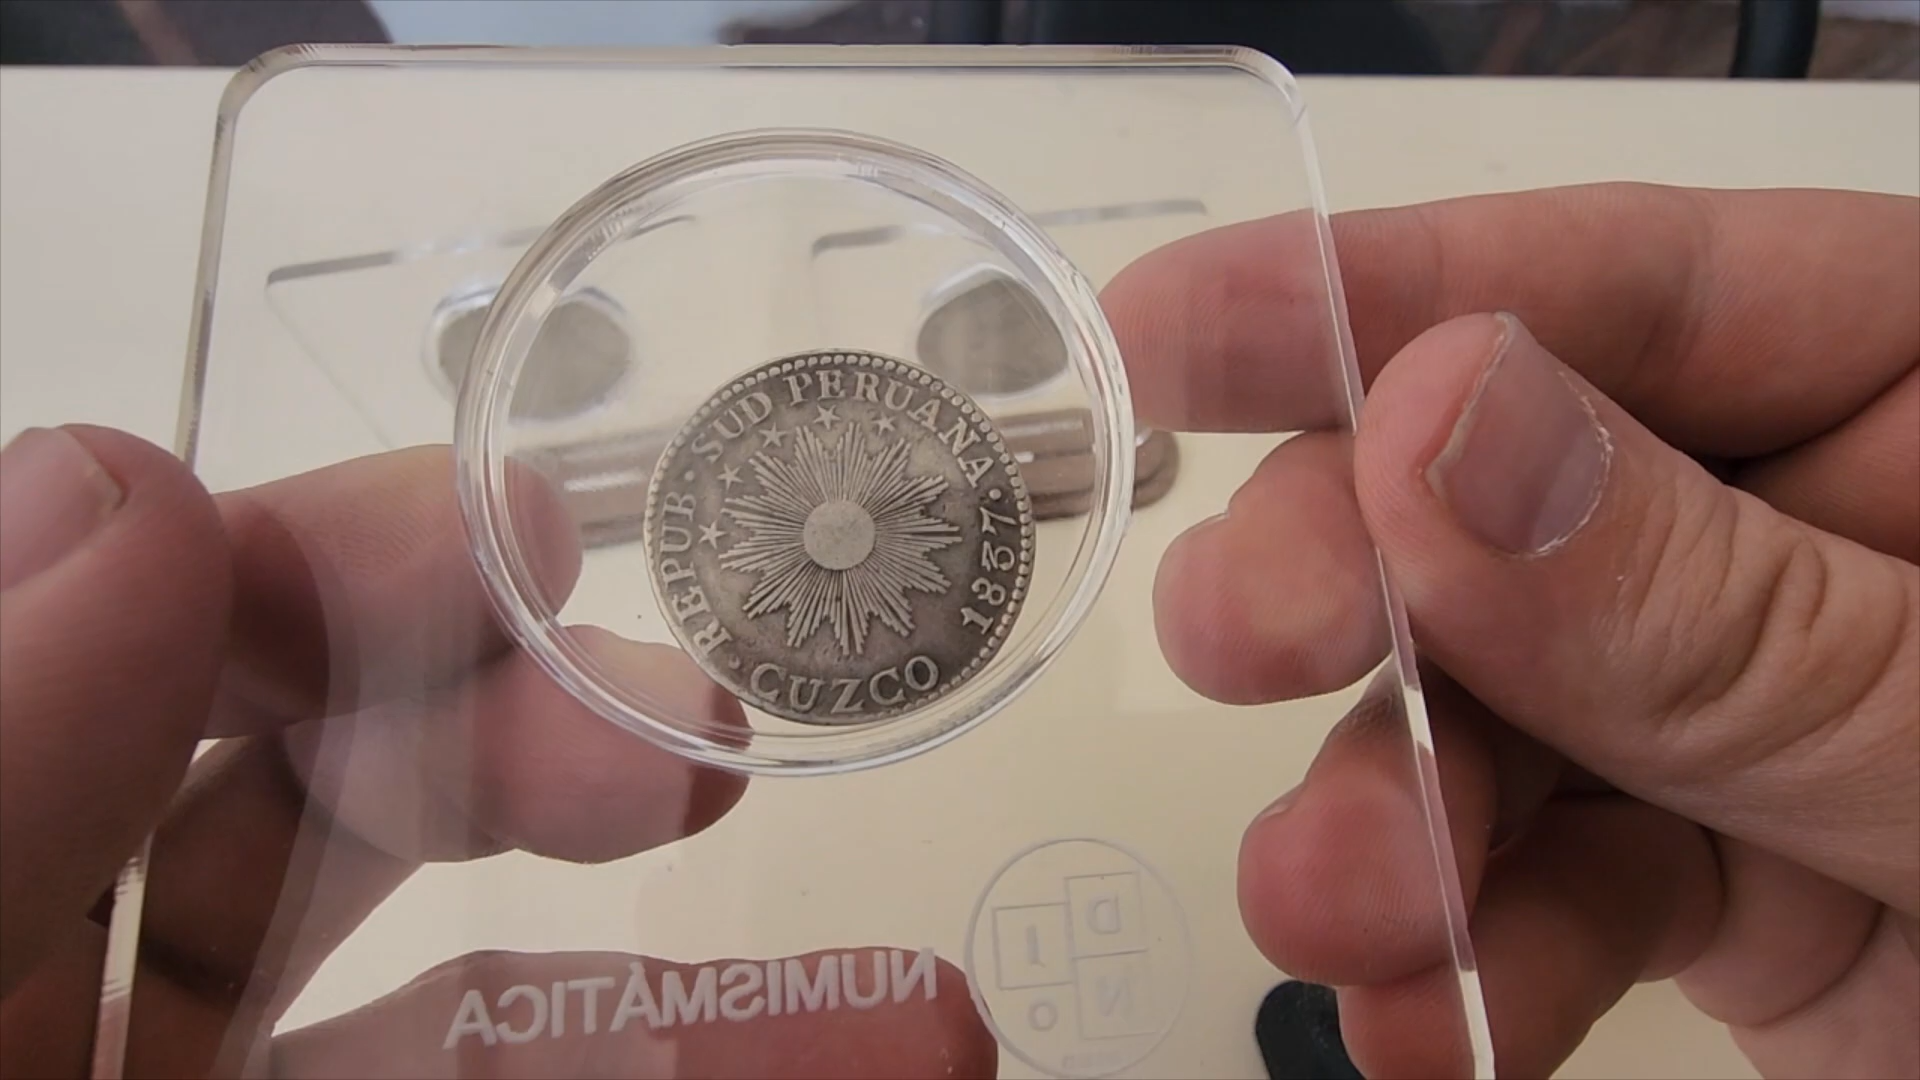 · REPUB · SUD PERUANA · 1837
CUZCO
D
I
N
O
NUMISMÁTICA